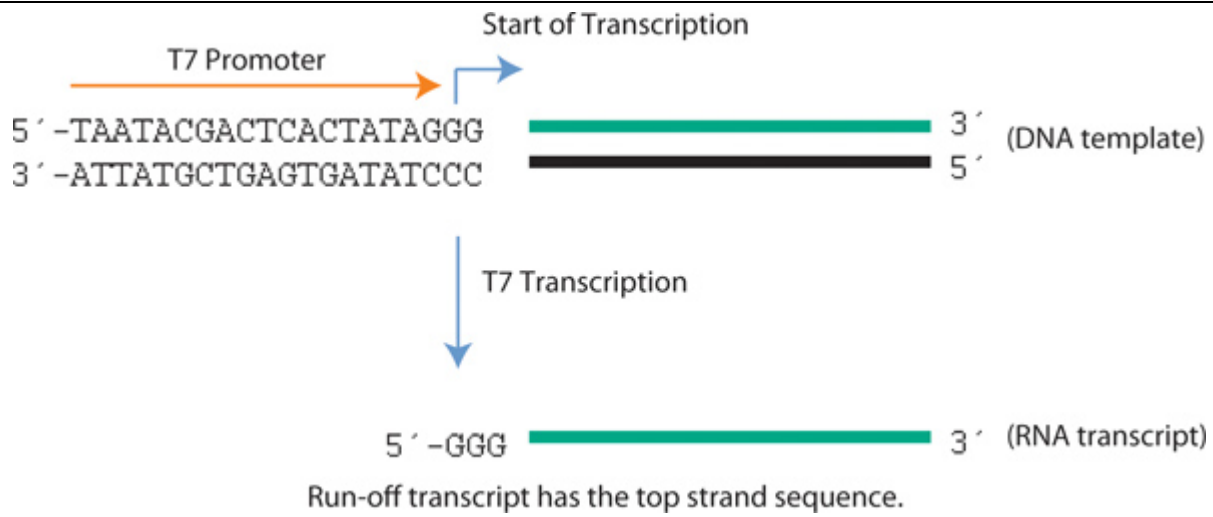 Start of Transcription
T7 Promoter
5´-TAATACGACTCACTATAGGG 3´ (DNA template)
3´-ATTATGCTGAGTGATATCCC 5´
T7 Transcription
5´-GGG 3´ (RNA transcript)
Run-off transcript has the top strand sequence.